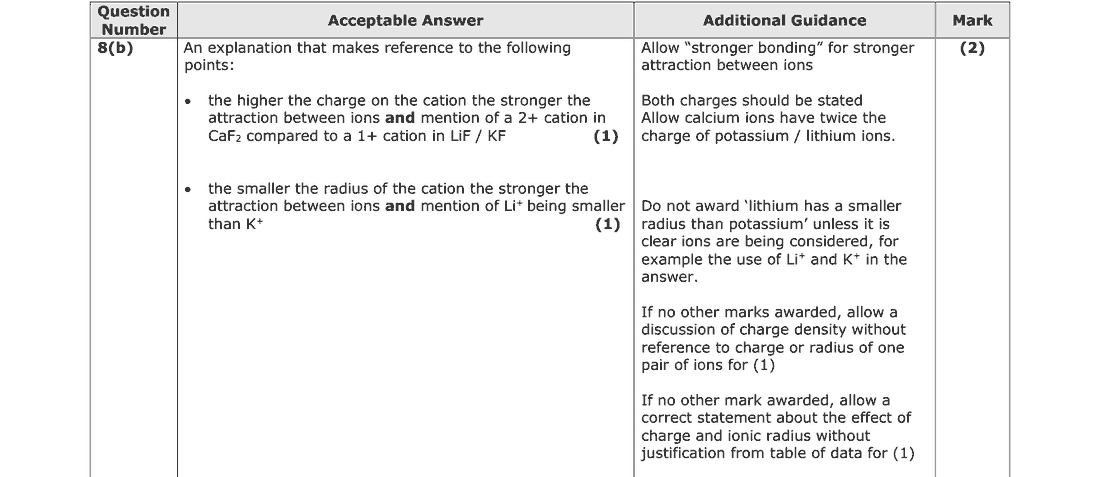 Question Number
Acceptable Answer
Additional Guidance
Mark
8(b)
An explanation that makes reference to the following
points:
• the higher the charge on the cation the stronger the
attraction between ions and mention of a 2+ cation in
CaF₂ compared to a 1+ cation in LiF / KF (1)
• the smaller the radius of the cation the stronger the
attraction between ions and mention of Li⁺ being smaller
than K⁺ (1)
Allow “stronger bonding” for stronger
attraction between ions
Both charges should be stated
Allow calcium ions have twice the
charge of potassium / lithium ions.
Do not award ‘lithium has a smaller
radius than potassium’ unless it is
clear ions are being considered, for
example the use of Li⁺ and K⁺ in the
answer.
If no other marks awarded, allow a
discussion of charge density without
reference to charge or radius of one
pair of ions for (1)
If no other mark awarded, allow a
correct statement about the effect of
charge and ionic radius without
justification from table of data for (1)
(2)